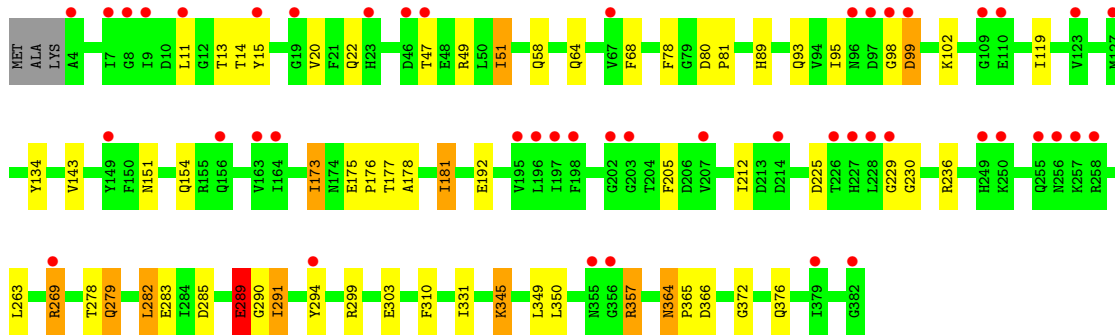 MET ALA LYS A4 I7 G8 I9 D10 L11 G12 T13 T14 Y15 G19 V20 F21 Q22 H23 D46 T47 E48 R49 L50 I51 Q58 Q64 V67 F68 F78 G79 D80 P81 H89 Q93 V94 I95 N96 D97 G98 D99 K102 G109 E110 I119 V123 M127
Y134 V143 Y149 F150 N151 Q154 R155 Q156 V163 I164 I173 N174 E175 P176 T177 A178 I181 E192 V195 L196 I197 F198 G202 G203 T204 F205 D206 V207 I212 D213 D214 D225 T226 H227 L228 G229 G230 R236 H249 K250 Q255 N256 K257 R258
L263 R269 T278 Q279 L282 E283 I284 D285 E289 G290 I291 Y294 R299 E303 F310 I331 K345 L349 L350 N355 G356 R357 N364 P365 D366 G372 Q376 I379 G382